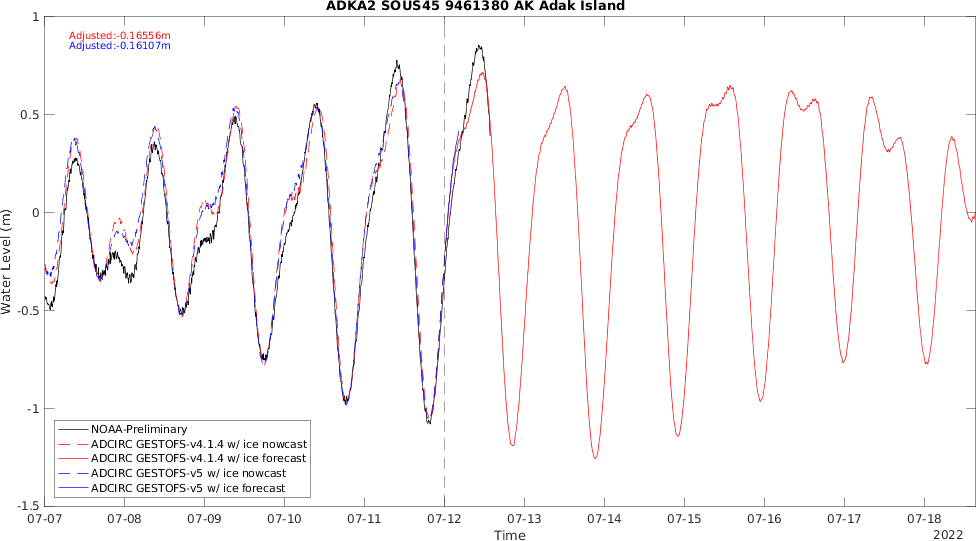 ADKA2 SOUS45 9461380 AK Adak Island
Adjusted:-0.16556m
Adjusted:-0.16107m
1
0.5
0
-0.5
-1
-1.5
Water Level (m)
NOAA-Preliminary
ADCIRC GESTOFS-v4.1.4 w/ ice nowcast
ADCIRC GESTOFS-v4.1.4 w/ ice forecast
ADCIRC GESTOFS-v5 w/ ice nowcast
ADCIRC GESTOFS-v5 w/ ice forecast
07-07 07-08 07-09 07-10 07-11 07-12 07-13 07-14 07-15 07-16 07-17 07-18
Time
2022